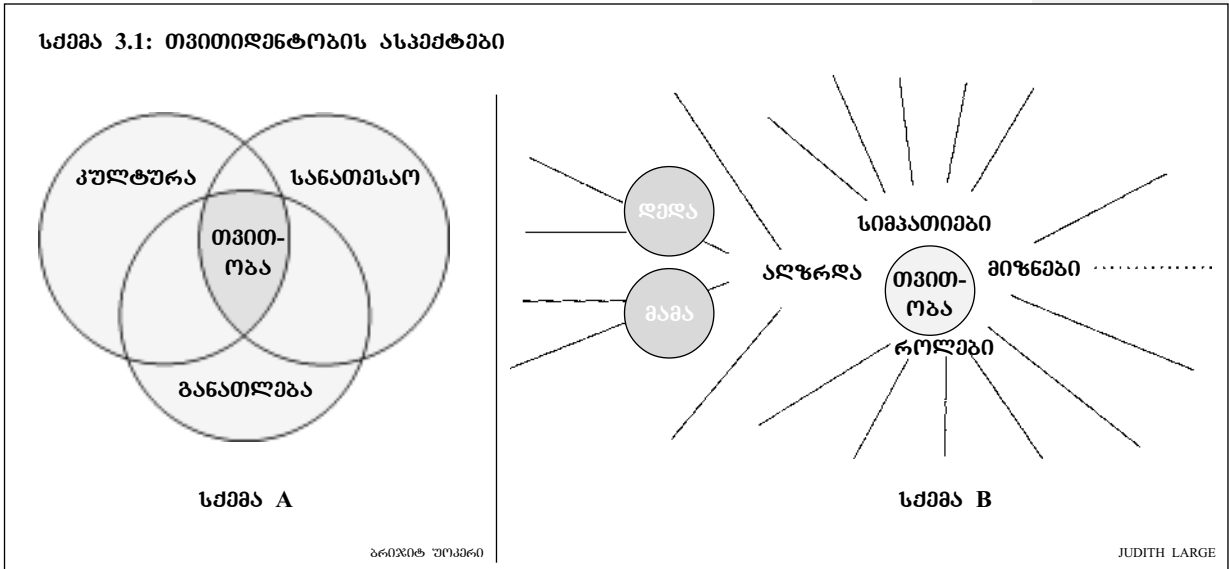 სქემა 3.1: თვითიდენტობის ასპექტები
კულტურა
სანათესაო
თვით-
ობა
განათლება
სქემა A
ბრიჯიტ უოკერი
დედა
მამა
აღზრდა
სიმპათიები
მიზნები
თვით-
ობა
როლები
სქემა B
JUDITH LARGE